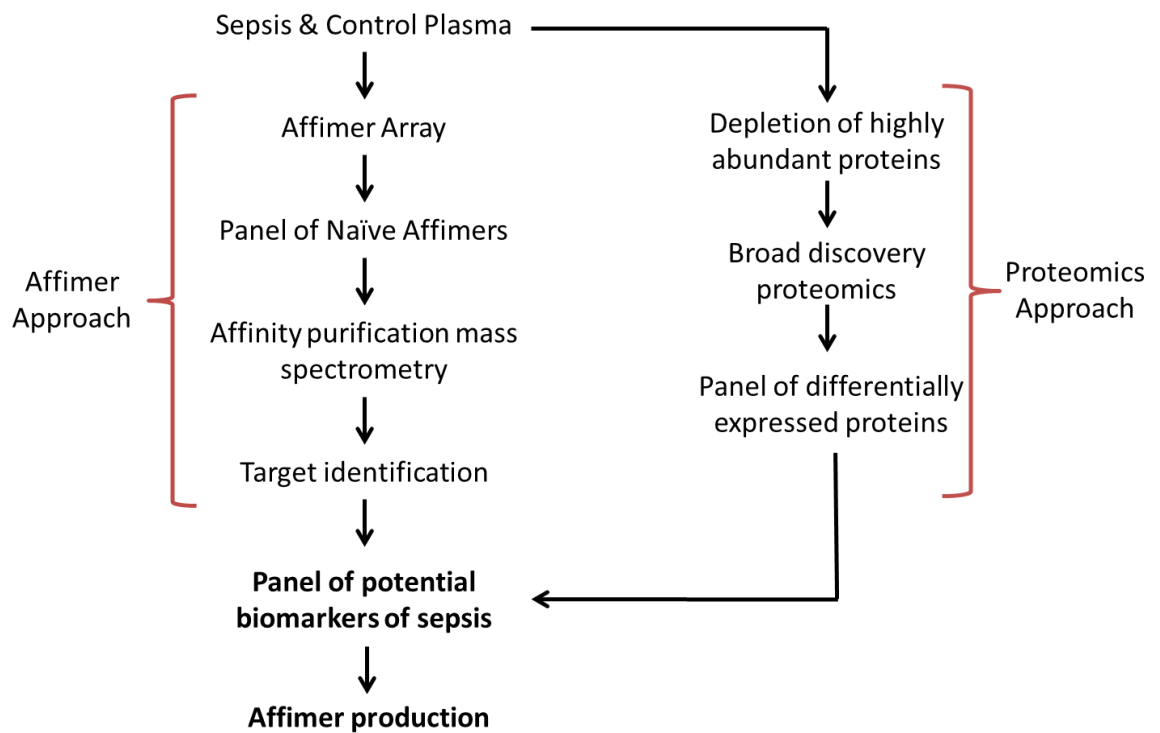 Sepsis & Control Plasma
Affimer Array
Panel of Naïve Affimers
Affinity purification mass
spectrometry
Target identification
Panel of potential
biomarkers of sepsis
Affimer production
Affimer
Approach
Depletion of highly
abundant proteins
Broad discovery
proteomics
Panel of differentially
expressed proteins
Proteomics
Approach